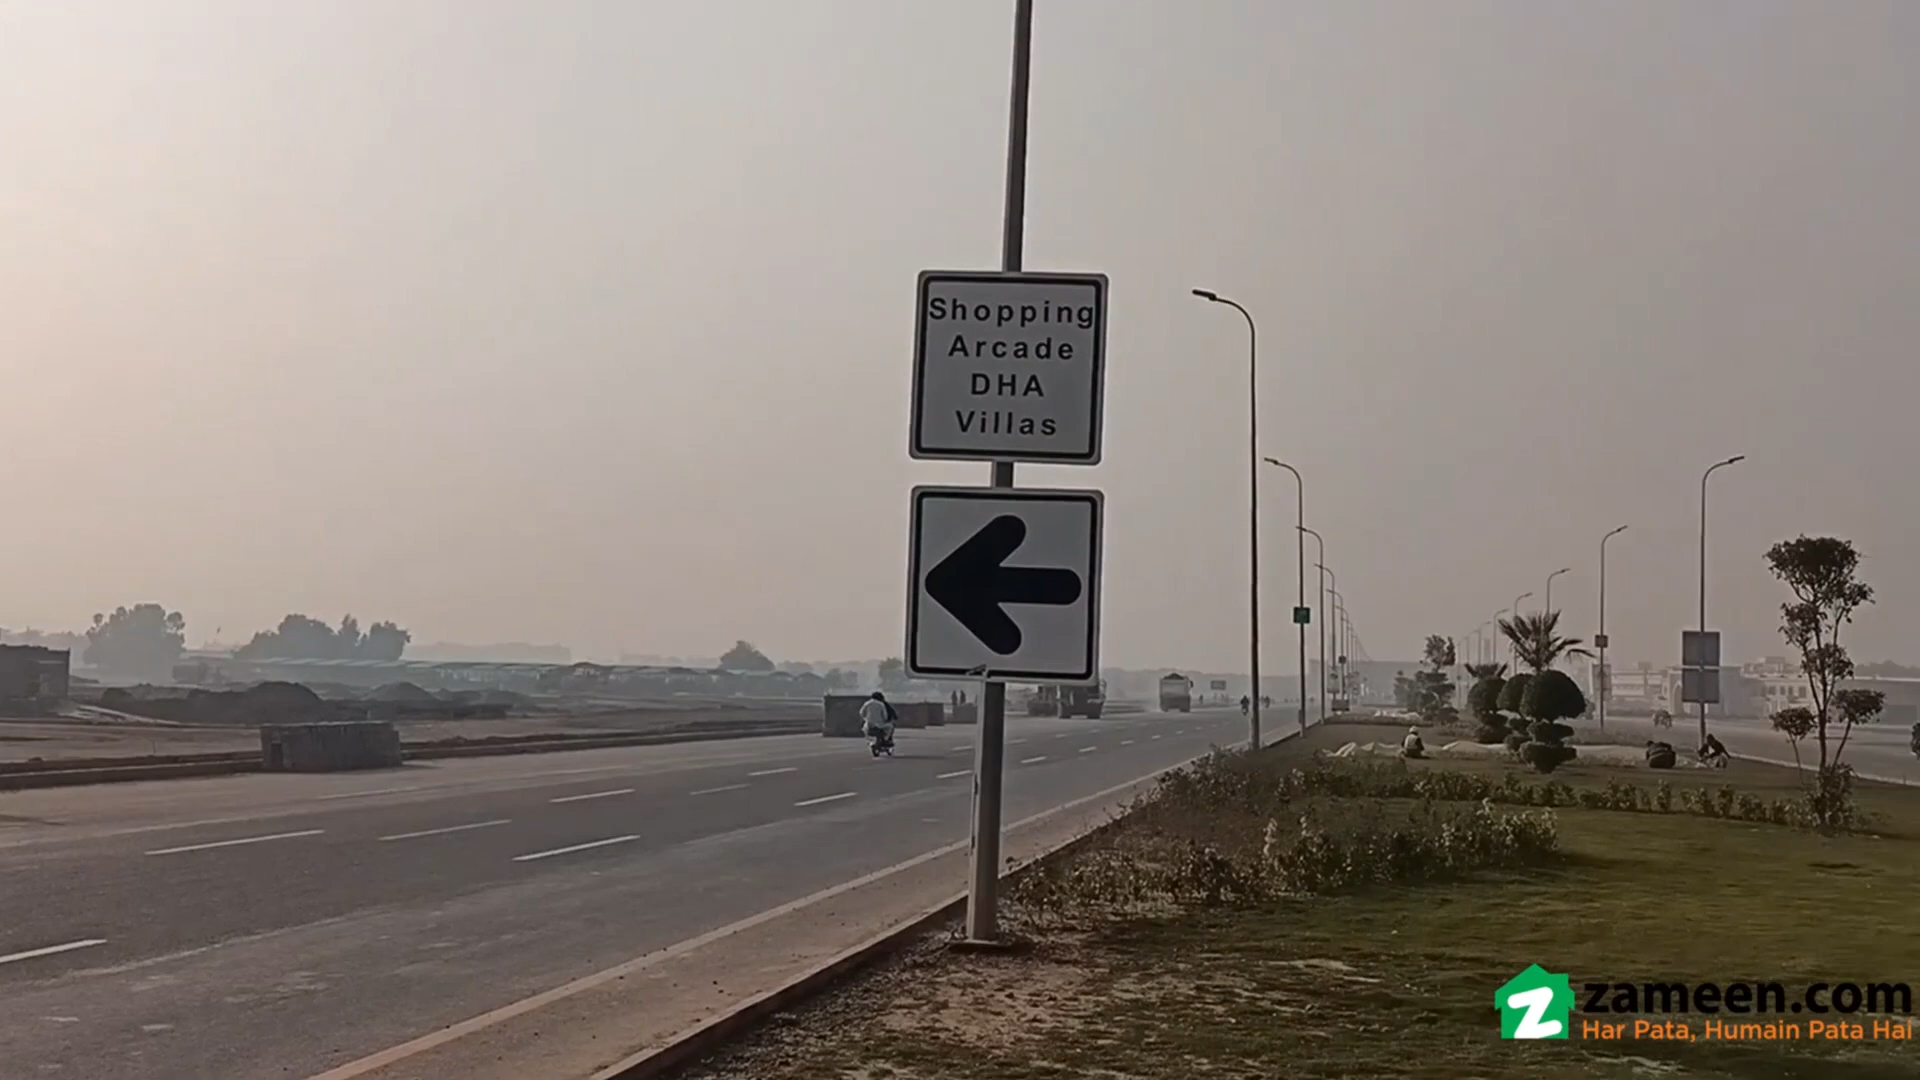 Shopping
Arcade
DHA
Villas
zameen.com
Har Pata, Humain Pata Hai